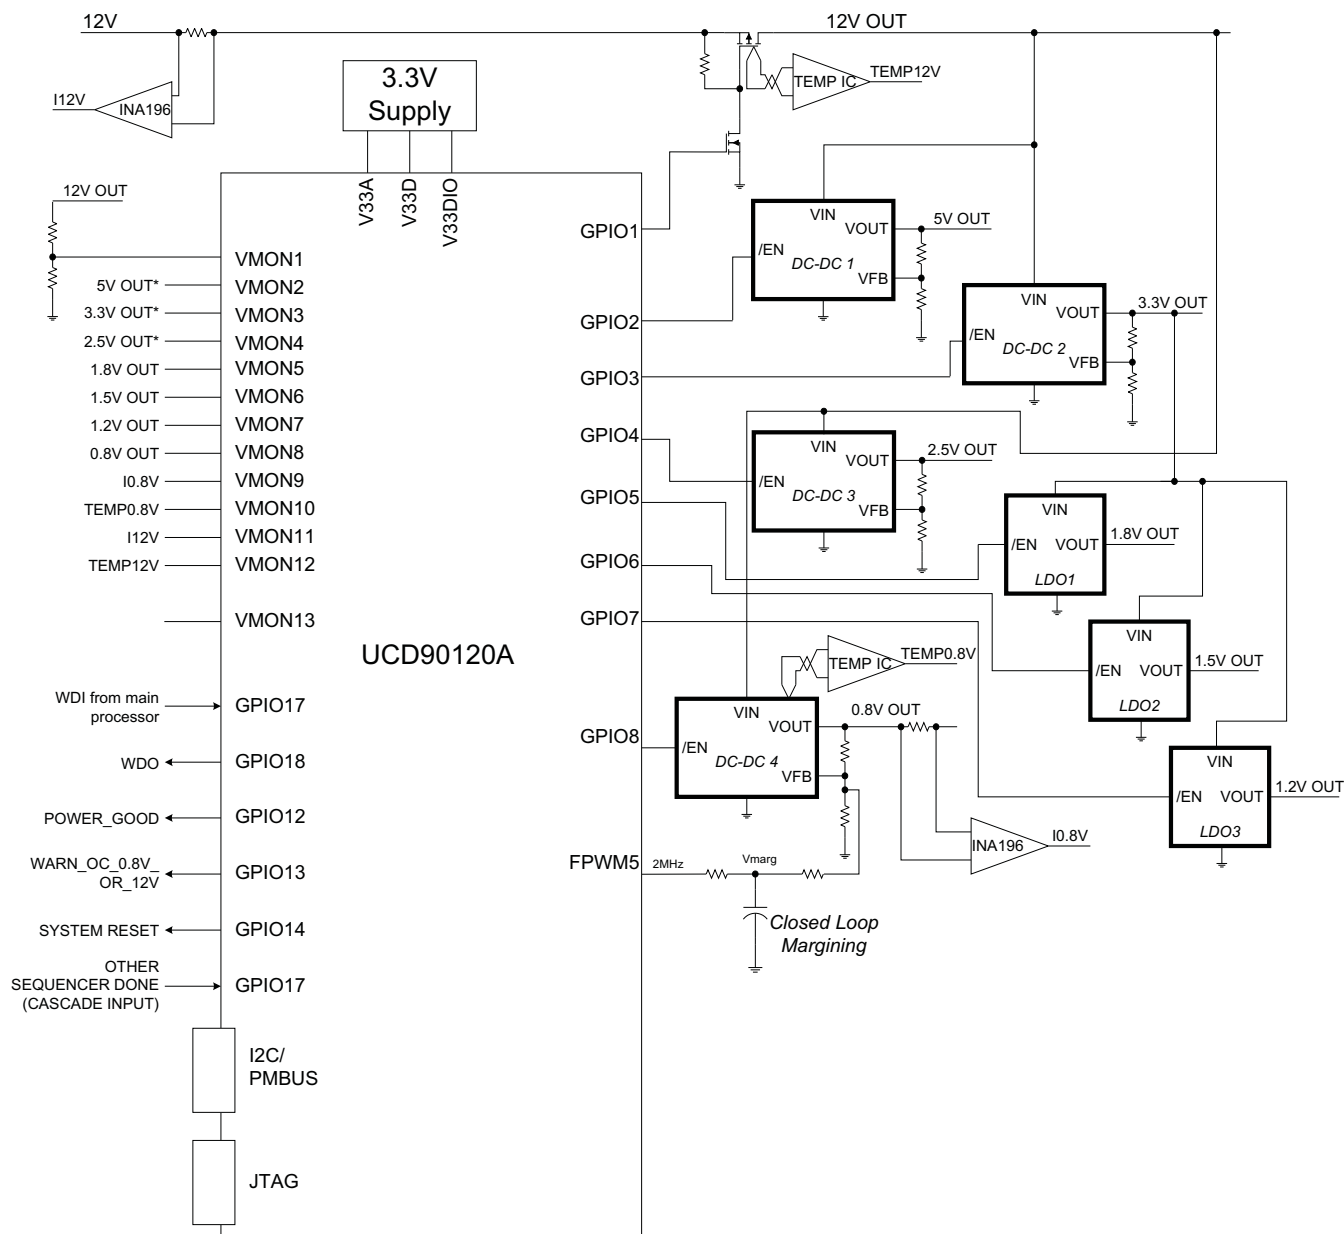 12V
12V OUT
I12V
INA196
3.3V
Supply
TEMP IC
TEMP12V
V33A
V33D
V33DIO
12V OUT
VMON1
5V OUT*
VMON2
3.3V OUT*
VMON3
2.5V OUT*
VMON4
1.8V OUT
VMON5
1.5V OUT
VMON6
1.2V OUT
VMON7
0.8V OUT
VMON8
I0.8V
VMON9
TEMP0.8V
VMON10
I12V
VMON11
TEMP12V
VMON12
VMON13
UCD90120A
WDI from main
processor
GPIO17
WDO
GPIO18
POWER_GOOD
GPIO12
WARN_OC_0.8V_
OR_12V
GPIO13
SYSTEM RESET
GPIO14
OTHER
SEQUENCER DONE
(CASCADE INPUT)
GPIO17
I2C/
PMBUS
JTAG
GPIO1
GPIO2
GPIO3
GPIO4
GPIO5
GPIO6
GPIO7
GPIO8
FPWM5
VIN
VOUT
/EN
DC-DC 1
VFB
5V OUT
VIN
VOUT
/EN
DC-DC 2
VFB
3.3V OUT
VIN
VOUT
/EN
DC-DC 3
VFB
2.5V OUT
VIN
/EN
VOUT
LDO1
1.8V OUT
VIN
/EN
VOUT
LDO2
1.5V OUT
VIN
/EN
VOUT
LDO3
1.2V OUT
TEMP IC
TEMP0.8V
VIN
VOUT
/EN
DC-DC 4
VFB
0.8V OUT
INA196
I0.8V
2MHz
Vmarg
Closed Loop
Margining